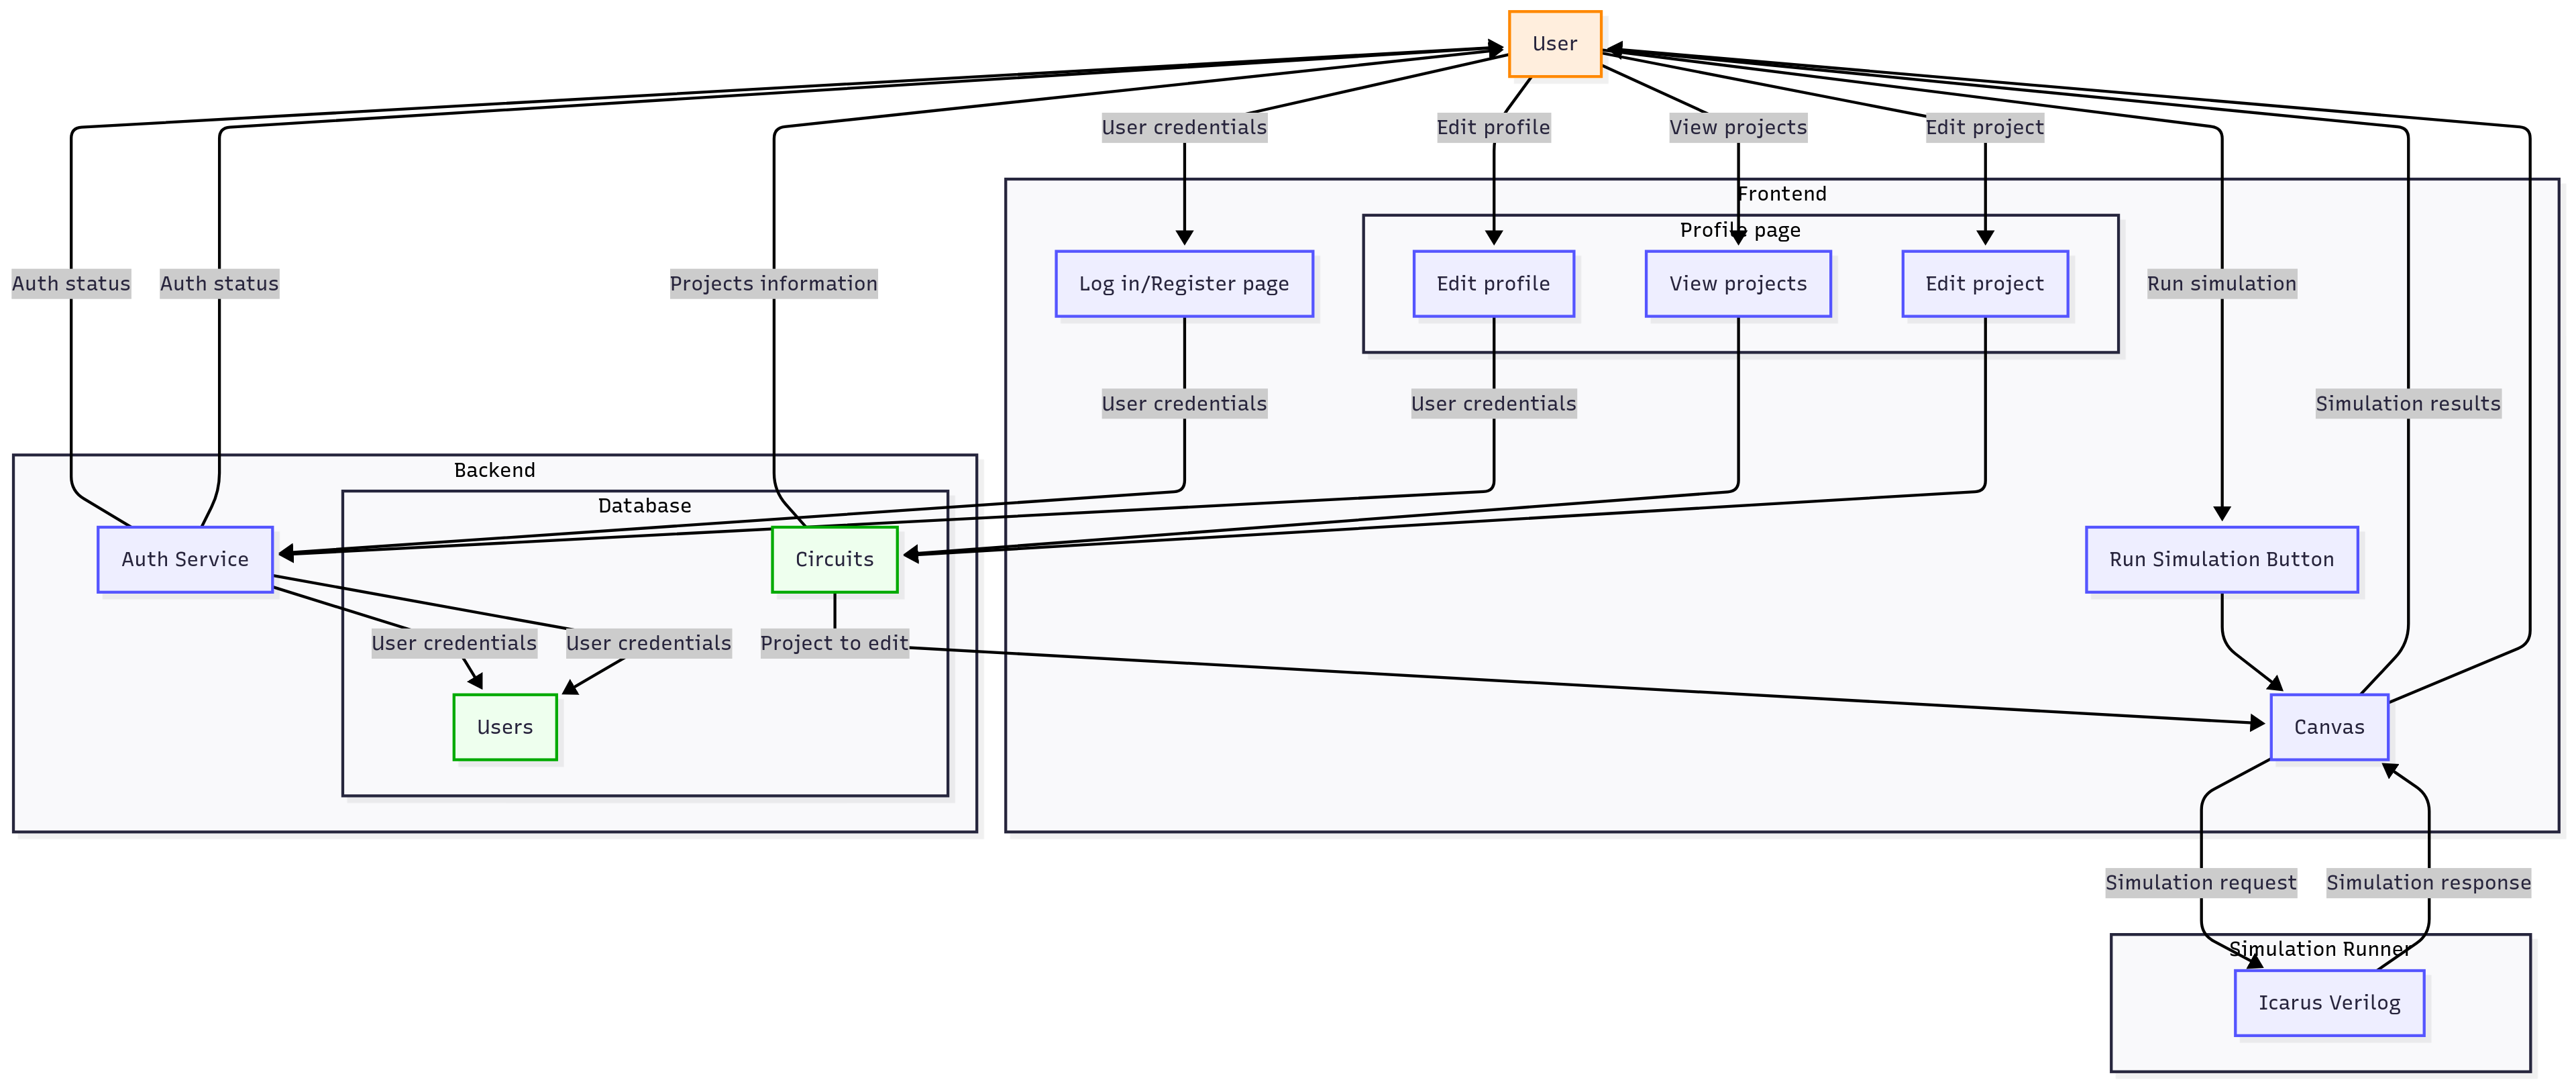 User
User credentials
Edit profile
View projects
Edit project
Frontend
Profile page
Auth status
Auth status
Projects information
Log in/Register page
Edit profile
View projects
Edit project
Run simulation
User credentials
User credentials
Simulation results
Backend
Database
Auth Service
Circuits
Run Simulation Button
User credentials
User credentials
Project to edit
Users
Canvas
Simulation request
Simulation response
Simulation Runner
Icarus Verilog